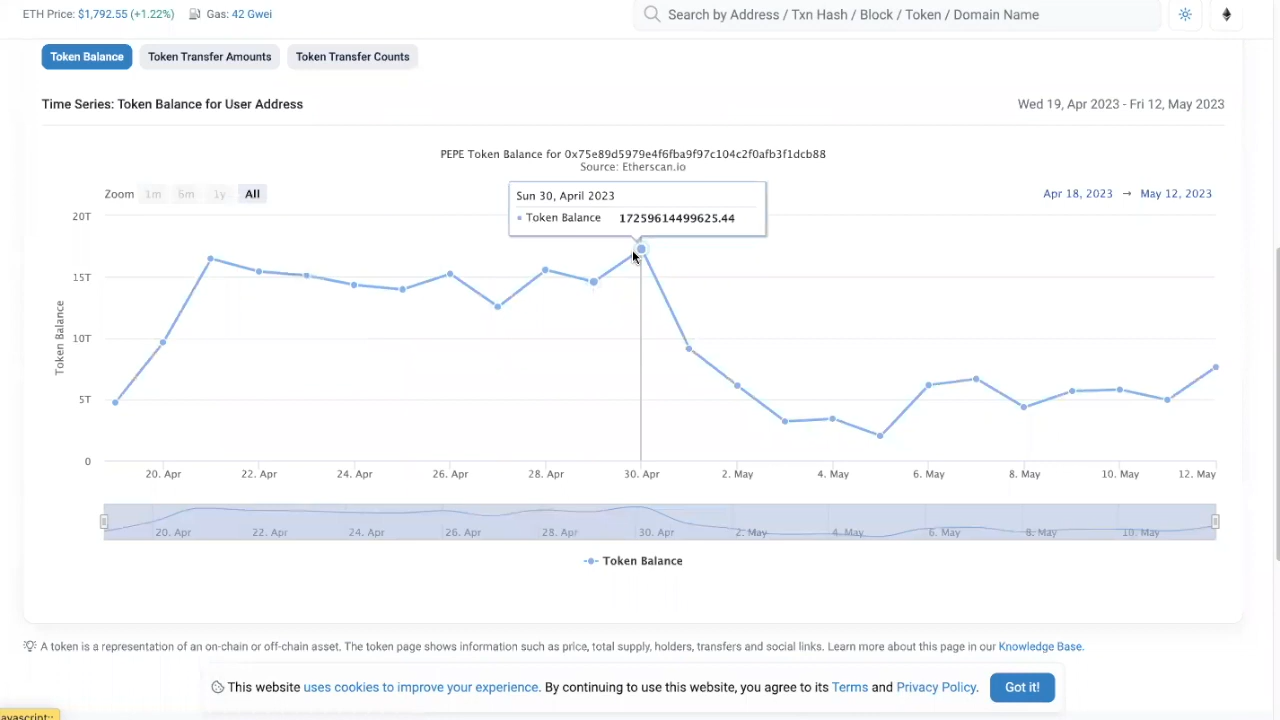 ETH Price: $1,792.55 (+1.22%) Gas: 42 Gwei
Search by Address / Txn Hash / Block / Token / Domain Name
Token Balance Token Transfer Amounts Token Transfer Counts
Time Series: Token Balance for User Address
Wed 19, Apr 2023 - Fri 12, May 2023
PEPE Token Balance for 0x75e89d5979e4f6fba9f97c104c2f0afb3f1dcb88
Source: Etherscan.io
Zoom 1m 6m 1y All
Apr 18, 2023 → May 12, 2023
Sun 30, April 2023
Token Balance 17259614499625.44
20T
15T
10T
5T
0
Token Balance
20. Apr 22. Apr 24. Apr 26. Apr 28. Apr 30. Apr 2. May 4. May 6. May 8. May 10. May 12. May
20. Apr 22. Apr 24. Apr 26. Apr 28. Apr 30. Apr 2. May 4. May 6. May 8. May 10. May
Token Balance
A token is a representation of an on-chain or off-chain asset. The token page shows information such as price, total supply, holders, transfers and social links. Learn more about this page in our Knowledge Base.
This website uses cookies to improve your experience. By continuing to use this website, you agree to its Terms and Privacy Policy.
Got it!
avascript:;